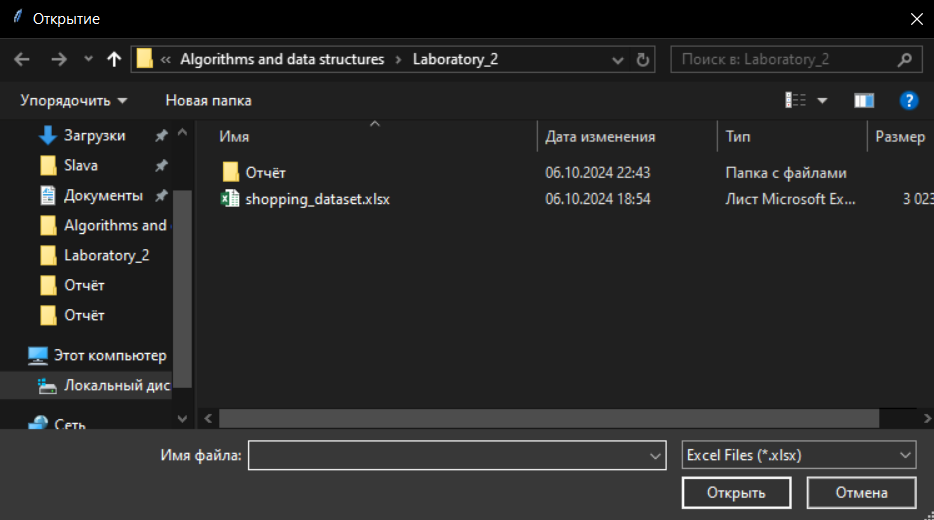 Открытие
« Algorithms and data structures › Laboratory_2
Поиск в: Laboratory_2
Упорядочить Новая папка
?
Имя Дата изменения Тип Размер
Отчёт 06.10.2024 22:43 Папка с файлами
shopping_dataset.xlsx 06.10.2024 18:54 Лист Microsoft Ex... 3 023
Загрузки
Slava
Документы
Algorithms and
Laboratory_2
Отчёт
Отчёт
Этот компьютер
Локальный дис
Сеть
Имя файла: Excel Files (*.xlsx)
Открыть Отмена